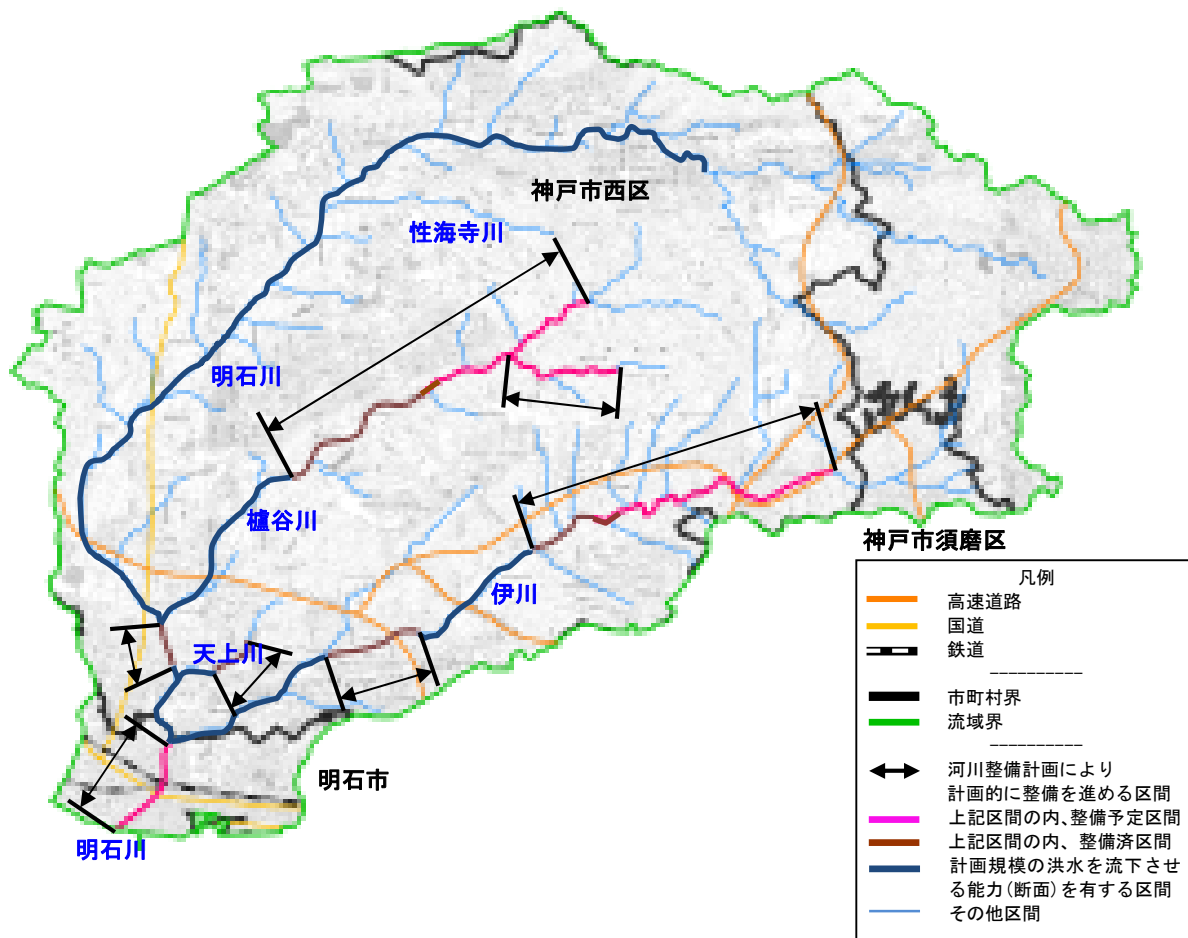 神戸市西区
性海寺川
明石川
櫨谷川
伊川
神戸市須磨区
天上川
明石市
明石川
凡例
高速道路
国道
鉄道
----------
市町村界
流域界
----------
河川整備計画により
計画的に整備を進める区間
上記区間の内、整備予定区間
上記区間の内、整備済区間
計画規模の洪水を流下させ
る能力(断面)を有する区間
その他区間